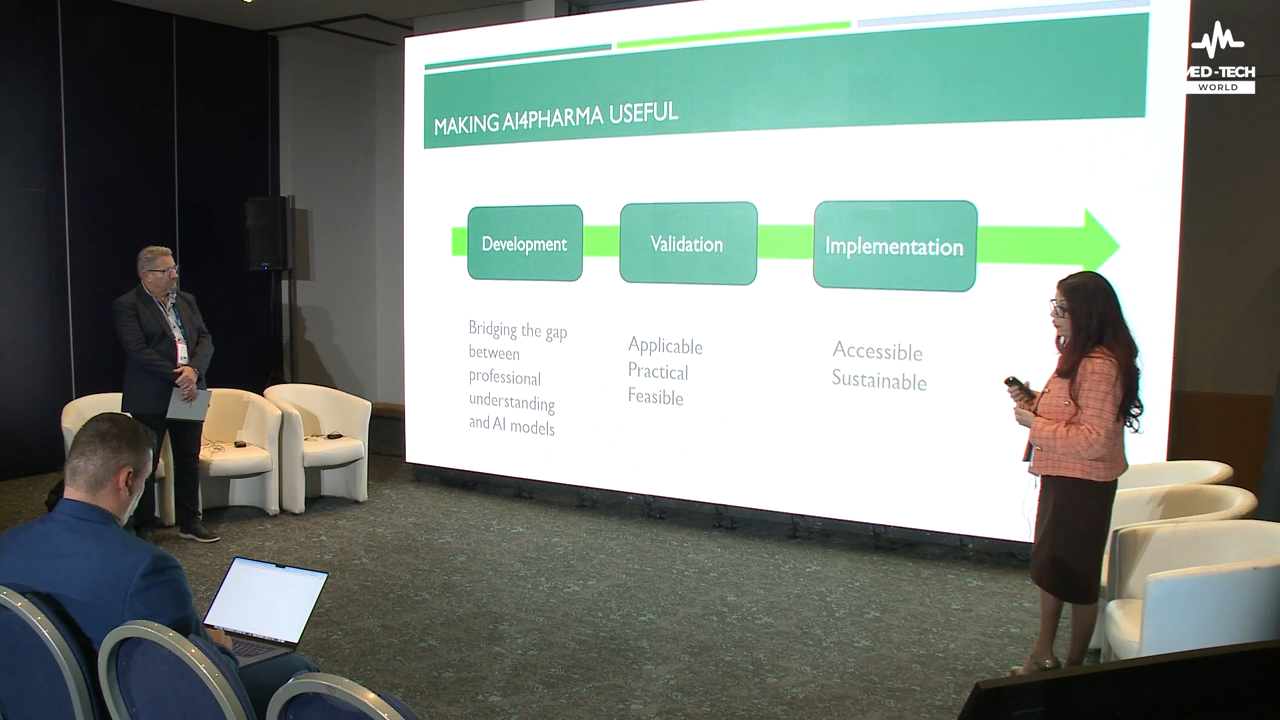 MAKING AI4PHARMA USEFUL
Development
Validation
Implementation
Bridging the gap
between
professional
understanding
and AI models
Applicable
Practical
Feasible
Accessible
Sustainable
MED-TECH
WORLD